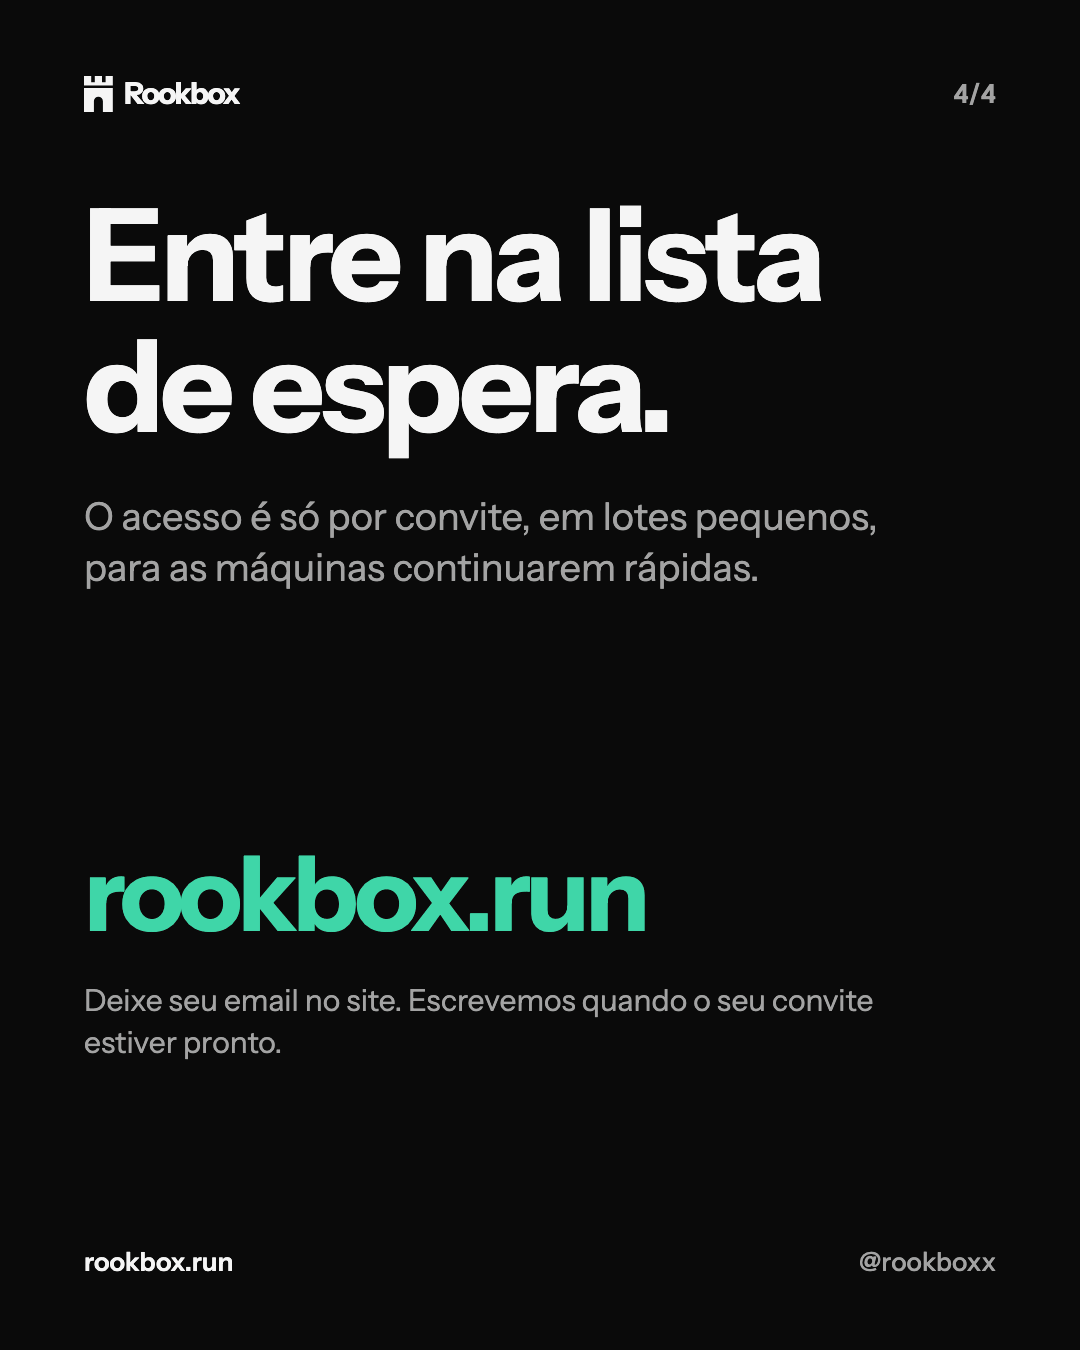 Rookbox
4/4
Entre na lista
de espera.
O acesso é só por convite, em lotes pequenos,
para as máquinas continuarem rápidas.
rookbox.run
Deixe seu email no site. Escrevemos quando o seu convite
estiver pronto.
rookbox.run
@rookboxx